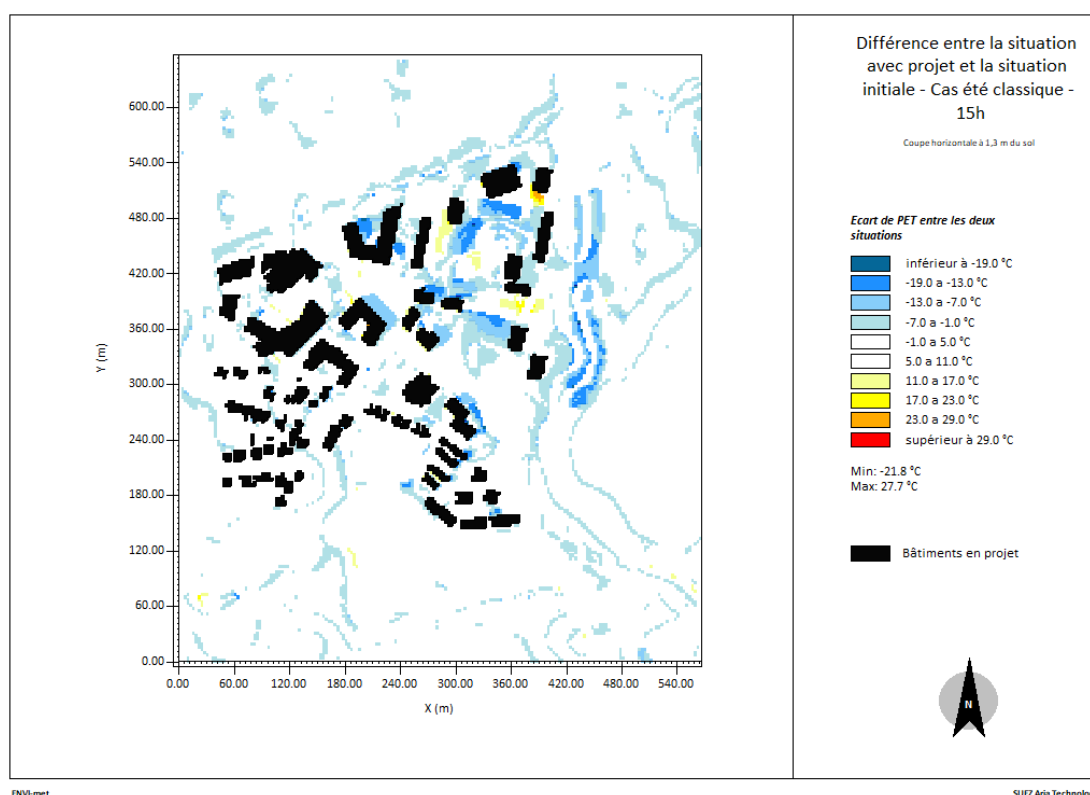 Différence entre la situation
avec projet et la situation
initiale - Cas été classique -
15h
Coupe horizontale à 1,3 m du sol
Ecart de PET entre les deux
situations
inférieur à -19.0 °C
-19.0 a -13.0 °C
-13.0 a -7.0 °C
-7.0 a -1.0 °C
-1.0 a 5.0 °C
5.0 a 11.0 °C
11.0 a 17.0 °C
17.0 a 23.0 °C
23.0 a 29.0 °C
supérieur à 29.0 °C
Min: -21.8 °C
Max: 27.7 °C
Bâtiments en projet
N
600.00
540.00
480.00
420.00
360.00
300.00
240.00
180.00
120.00
60.00
0.00
Y (m)
0.00 60.00 120.00 180.00 240.00 300.00 360.00 420.00 480.00 540.00
X (m)
ENVI-met
SUEZ Aria Technolo